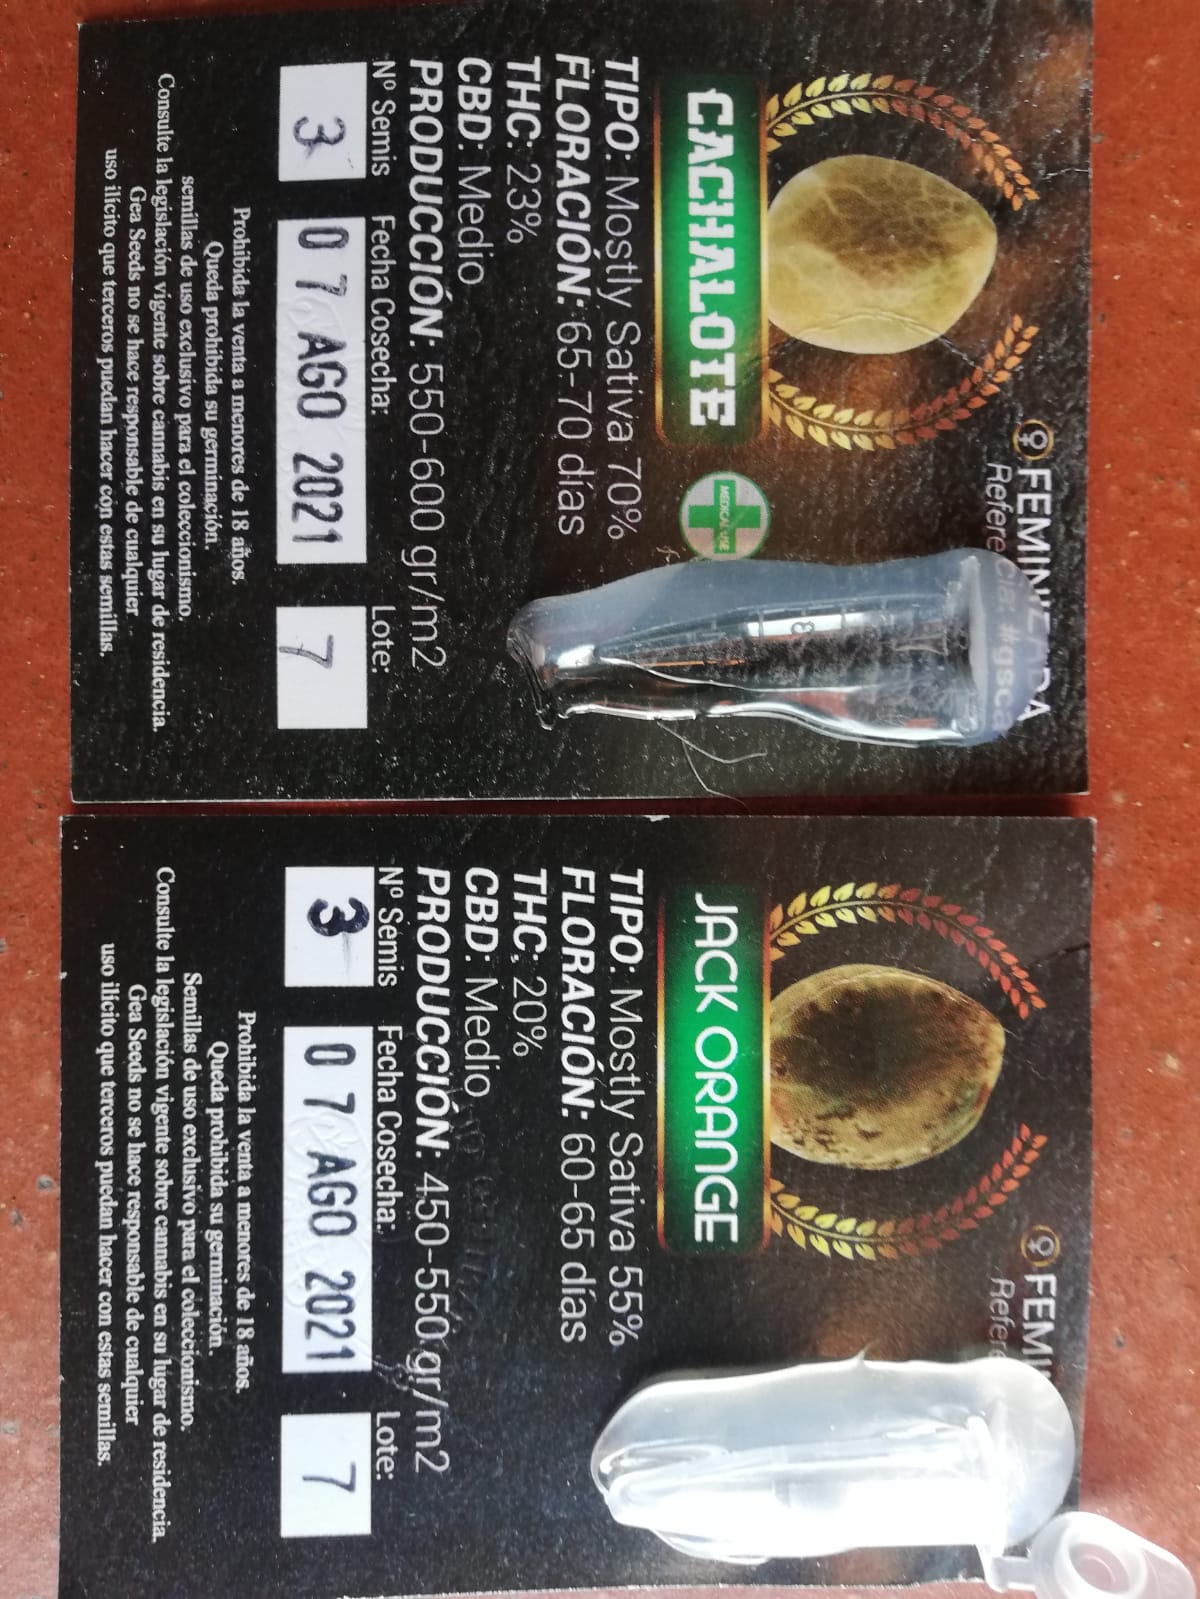 FEMINIZADA
Referencia: #gsca
CACHALOTE
MEDICAL USE
TIPO: Mostly Sativa 70%
FLORACIÓN: 65-70 días
THC: 23%
CBD: Medio
PRODUCCIÓN: 550-600 gr/m2
Nº Semis Fecha Cosecha: Lote:
3 07 AGO 2021 7
Prohibida la venta a menores de 18 años.
Queda prohibida su germinación.
semillas de uso exclusivo para el coleccionismo.
Consulte la legislación vigente sobre cannabis en su lugar de residencia.
Gea Seeds no se hace responsable de cualquier
uso ilícito que terceros puedan hacer con estas semillas.
8
FEMI
Refere
JACK ORANGE
TIPO: Mostly Sativa 55%
FLORACIÓN: 60-65 días
THC: 20%
CBD: Medio
PRODUCCIÓN: 450-550 gr/m2
Nº Semis Fecha Cosecha: Lote:
3 07 AGO 2021 7
Prohibida la venta a menores de 18 años.
Queda prohibida su germinación.
Semillas de uso exclusivo para el coleccionismo.
Consulte la legislación vigente sobre cannabis en su lugar de residencia.
Gea Seeds no se hace responsable de cualquier
uso ilícito que terceros puedan hacer con estas semillas.